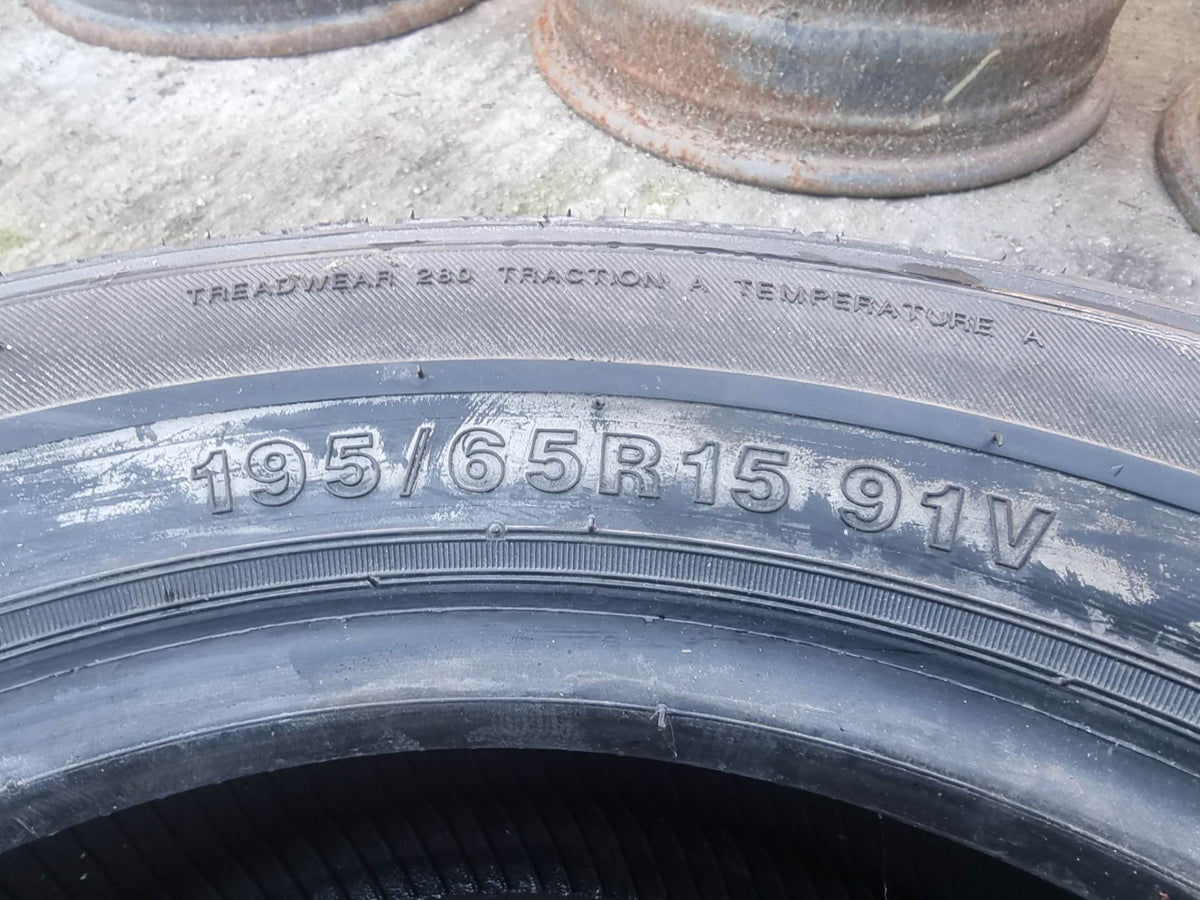 TREADWEAR 280 TRACTION A TEMPERATURE A
195/65R15 91V